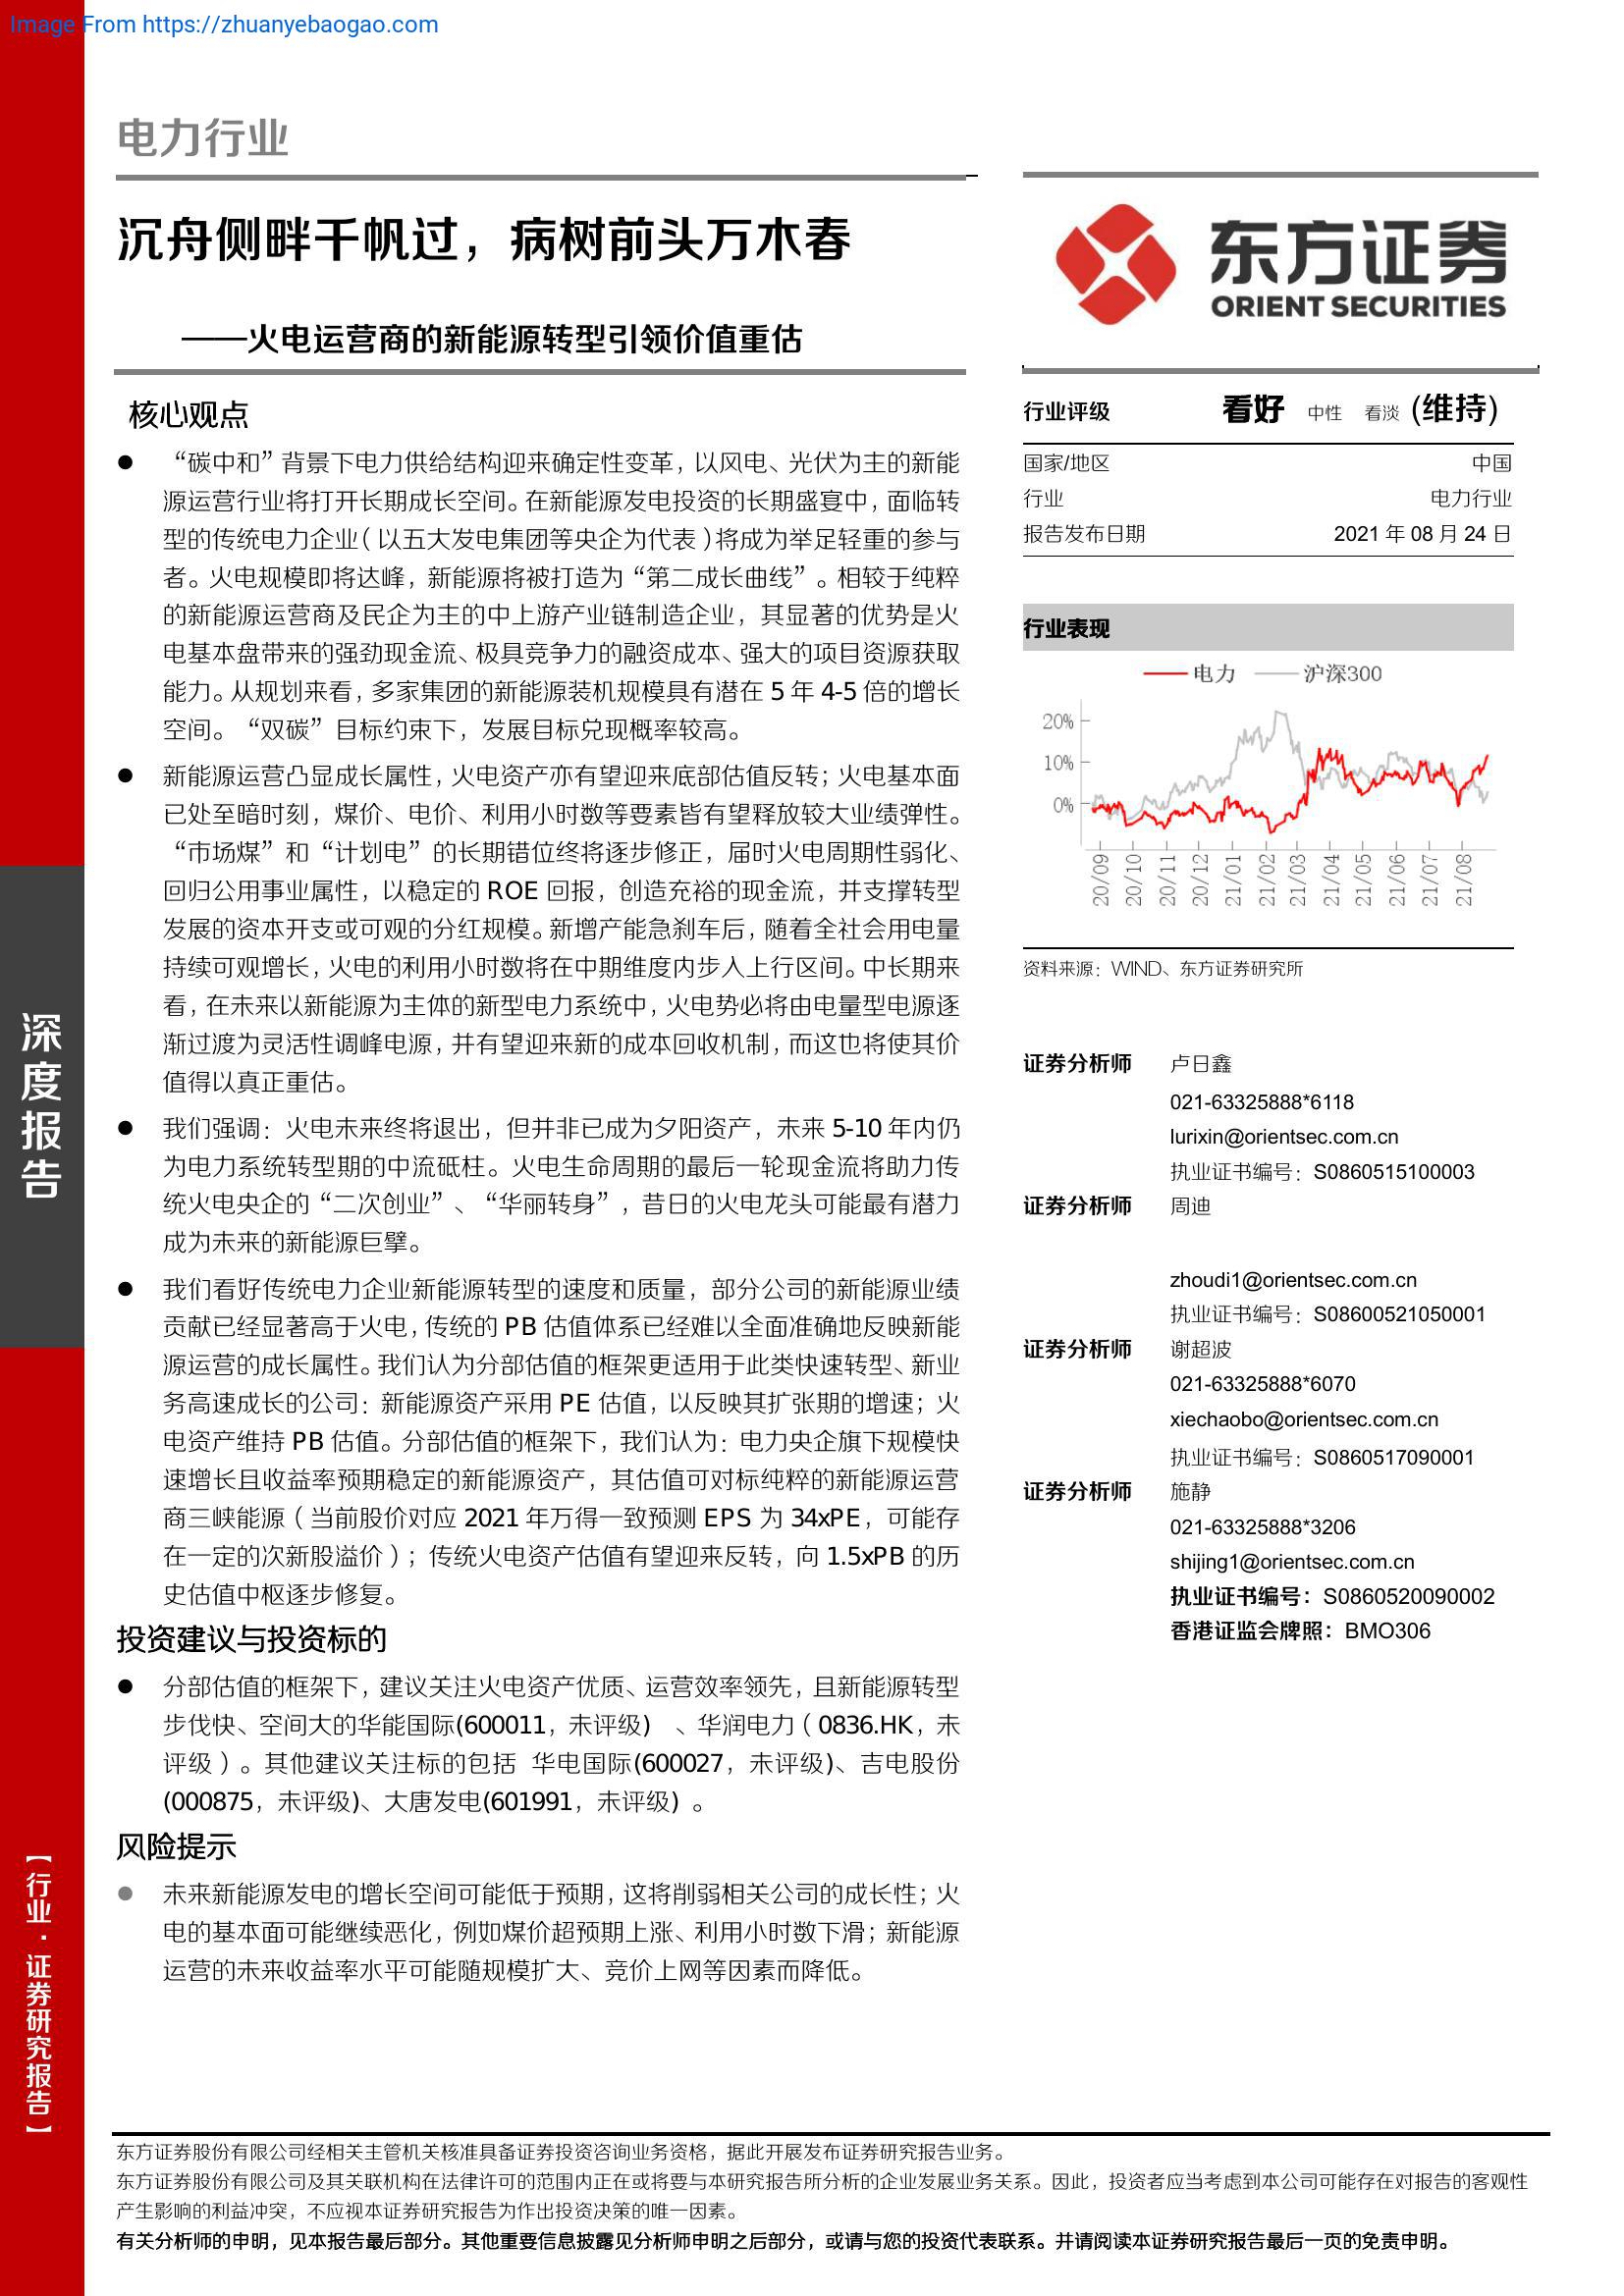 Image From https://zhuanyebaogao.com
电力行业
沉舟侧畔千帆过，病树前头万木春
——火电运营商的新能源转型引领价值重估
核心观点
● “碳中和”背景下电力供给结构迎来确定性变革，以风电、光伏为主的新能
源运营行业将打开长期成长空间。在新能源发电投资的长期盛宴中，面临转
型的传统电力企业（以五大发电集团等央企为代表）将成为举足轻重的参与
者。火电规模即将达峰，新能源将被打造为“第二成长曲线”。相较于纯粹
的新能源运营商及民企为主的中上游产业链制造企业，其显著的优势是火
电基本盘带来的强劲现金流、极具竞争力的融资成本、强大的项目资源获取
能力。从规划来看，多家集团的新能源装机规模具有潜在 5 年 4-5 倍的增长
空间。“双碳”目标约束下，发展目标兑现概率较高。
● 新能源运营凸显成长属性，火电资产亦有望迎来底部估值反转；火电基本面
已处至暗时刻，煤价、电价、利用小时数等要素皆有望释放较大业绩弹性。
“市场煤”和“计划电”的长期错位终将逐步修正，届时火电周期性弱化、
回归公用事业属性，以稳定的 ROE 回报，创造充裕的现金流，并支撑转型
发展的资本开支或可观的分红规模。新增产能急刹车后，随着全社会用电量
持续可观增长，火电的利用小时数将在中期维度内步入上行区间。中长期来
看，在未来以新能源为主体的新型电力系统中，火电势必将由电量型电源逐
渐过渡为灵活性调峰电源，并有望迎来新的成本回收机制，而这也将使其价
值得以真正重估。
● 我们强调：火电未来终将退出，但并非已成为夕阳资产，未来 5-10 年内仍
为电力系统转型期的中流砥柱。火电生命周期的最后一轮现金流将助力传
统火电央企的“二次创业”、“华丽转身”，昔日的火电龙头可能最有潜力
成为未来的新能源巨擘。
● 我们看好传统电力企业新能源转型的速度和质量，部分公司的新能源业绩
贡献已经显著高于火电，传统的 PB 估值体系已经难以全面准确地反映新能
源运营的成长属性。我们认为分部估值的框架更适用于此类快速转型、新业
务高速成长的公司：新能源资产采用 PE 估值，以反映其扩张期的增速；火
电资产维持 PB 估值。分部估值的框架下，我们认为：电力央企旗下规模快
速增长且收益率预期稳定的新能源资产，其估值可对标纯粹的新能源运营
商三峡能源（当前股价对应 2021 年万得一致预测 EPS 为 34xPE，可能存
在一定的次新股溢价）；传统火电资产估值有望迎来反转，向 1.5xPB 的历
史估值中枢逐步修复。
投资建议与投资标的
● 分部估值的框架下，建议关注火电资产优质、运营效率领先，且新能源转型
步伐快、空间大的华能国际(600011，未评级) 、华润电力（0836.HK，未
评级）。其他建议关注标的包括 华电国际(600027，未评级)、吉电股份
(000875，未评级)、大唐发电(601991，未评级) 。
风险提示
● 未来新能源发电的增长空间可能低于预期，这将削弱相关公司的成长性；火
电的基本面可能继续恶化，例如煤价超预期上涨、利用小时数下滑；新能源
运营的未来收益率水平可能随规模扩大、竞价上网等因素而降低。
东方证券
ORIENT SECURITIES
行业评级 看好 中性 看淡 (维持)
国家/地区 中国
行业 电力行业
报告发布日期 2021 年 08 月 24 日
行业表现
电力 沪深300
20%
10%
0%
20/09 20/10 20/11 20/12 21/01 21/02 21/03 21/04 21/05 21/06 21/07 21/08
资料来源：WIND、东方证券研究所
证券分析师 卢日鑫
021-63325888*6118
lurixin@orientsec.com.cn
执业证书编号：S0860515100003
证券分析师 周迪
zhoudi1@orientsec.com.cn
执业证书编号：S08600521050001
证券分析师 谢超波
021-63325888*6070
xiechaobo@orientsec.com.cn
执业证书编号：S0860517090001
证券分析师 施静
021-63325888*3206
shijing1@orientsec.com.cn
执业证书编号：S0860520090002
香港证监会牌照：BMO306
深度报告
【行业·证券研究报告】
东方证券股份有限公司经相关主管机关核准具备证券投资咨询业务资格，据此开展发布证券研究报告业务。
东方证券股份有限公司及其关联机构在法律许可的范围内正在或将要与本研究报告所分析的企业发展业务关系。因此，投资者应当考虑到本公司可能存在对报告的客观性
产生影响的利益冲突，不应视本证券研究报告为作出投资决策的唯一因素。
有关分析师的申明，见本报告最后部分。其他重要信息披露见分析师申明之后部分，或请与您的投资代表联系。并请阅读本证券研究报告最后一页的免责申明。